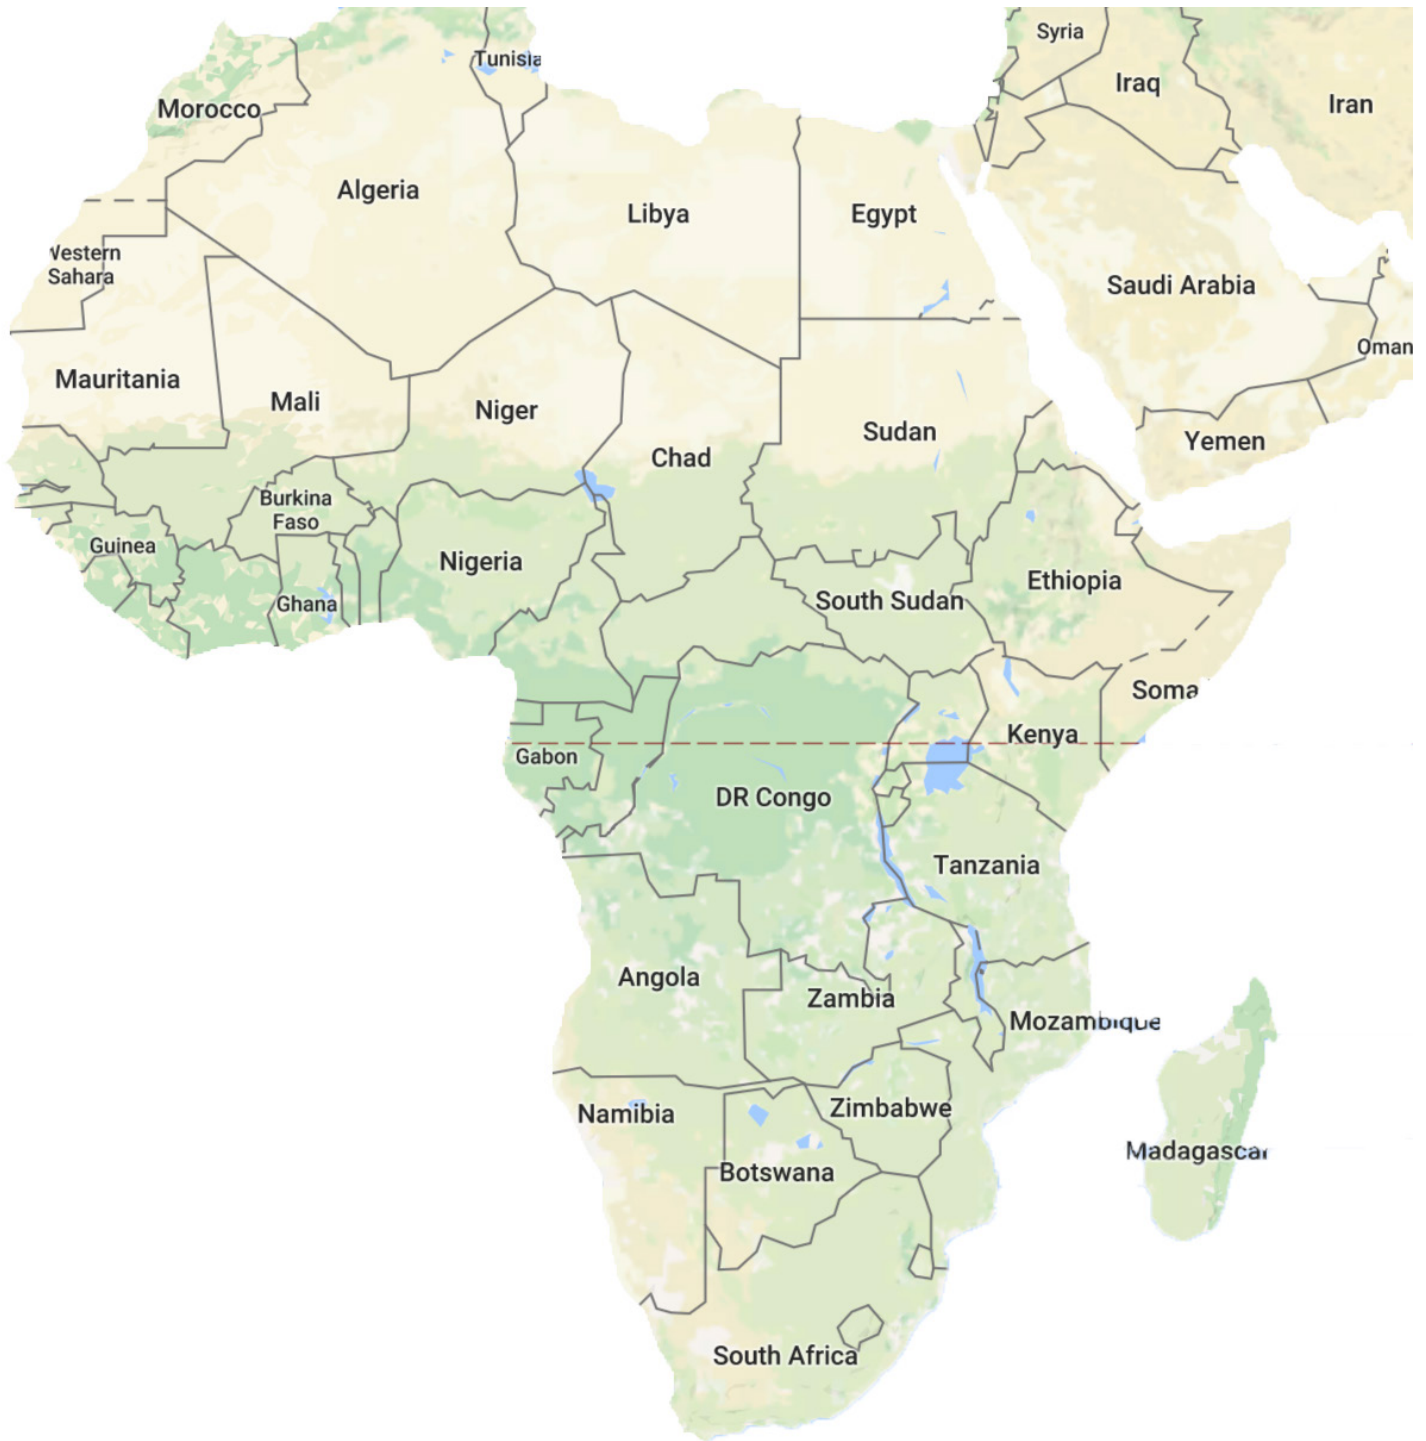 Syria
Tunisia
Iraq
Iran
Morocco
Algeria
Libya
Egypt
Western
Sahara
Saudi Arabia
Oman
Mauritania
Mali
Niger
Sudan
Yemen
Chad
Burkina
Faso
Guinea
Nigeria
Ethiopia
Ghana
South Sudan
Soma
Kenya
Gabon
DR Congo
Tanzania
Angola
Zambia
Mozambique
Namibia
Zimbabwe
Madagascar
Botswana
South Africa